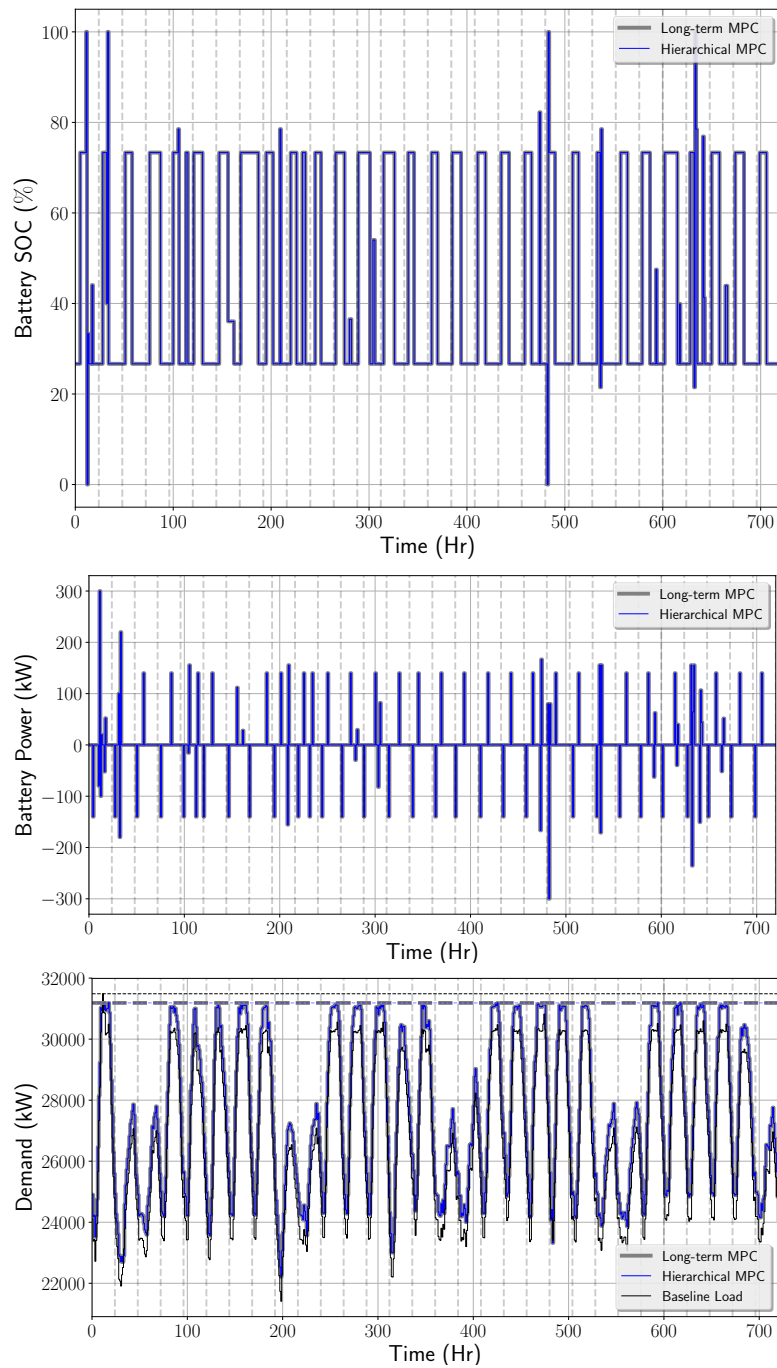 100
80
60
40
20
0
Battery SOC (%)
Long-term MPC
Hierarchical MPC
0 100 200 300 400 500 600 700
Time (Hr)
300
200
100
0
−100
−200
−300
Battery Power (kW)
Long-term MPC
Hierarchical MPC
0 100 200 300 400 500 600 700
Time (Hr)
32000
30000
28000
26000
24000
22000
Demand (kW)
Long-term MPC
Hierarchical MPC
Baseline Load
0 100 200 300 400 500 600 700
Time (Hr)